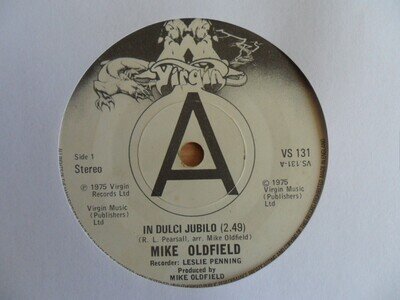 Virgin
A
Side 1
Stereo
VS 131
VS 131-A
℗ 1975 Virgin
Records Ltd
Virgin Music
(Publishers)
Ltd
© 1975
Virgin Music
(Publishers)
Ltd
IN DULCI JUBILO (2.49)
(R. L. Pearsall, arr. Mike Oldfield)
MIKE OLDFIELD
Recorder: LESLIE PENNING
Produced by
MIKE OLDFIELD